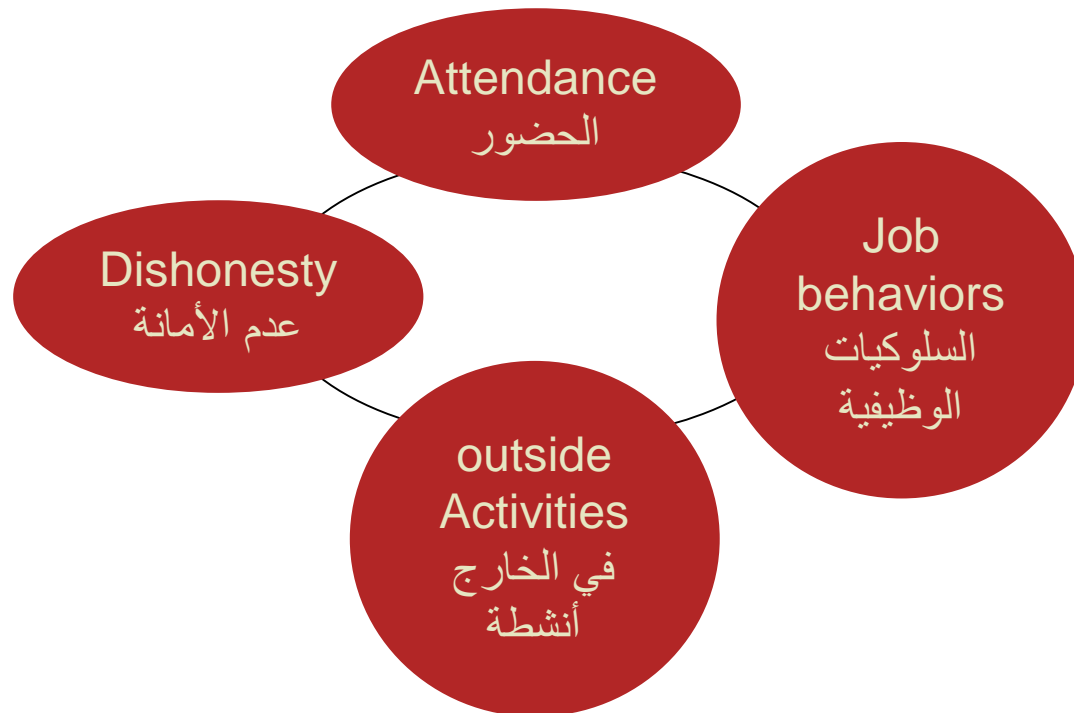 Attendance
الحضور
Job
behaviors
السلوكيات
الوظيفية
Dishonesty
عدم الأمانة
outside
Activities
في الخارج
أنشطة